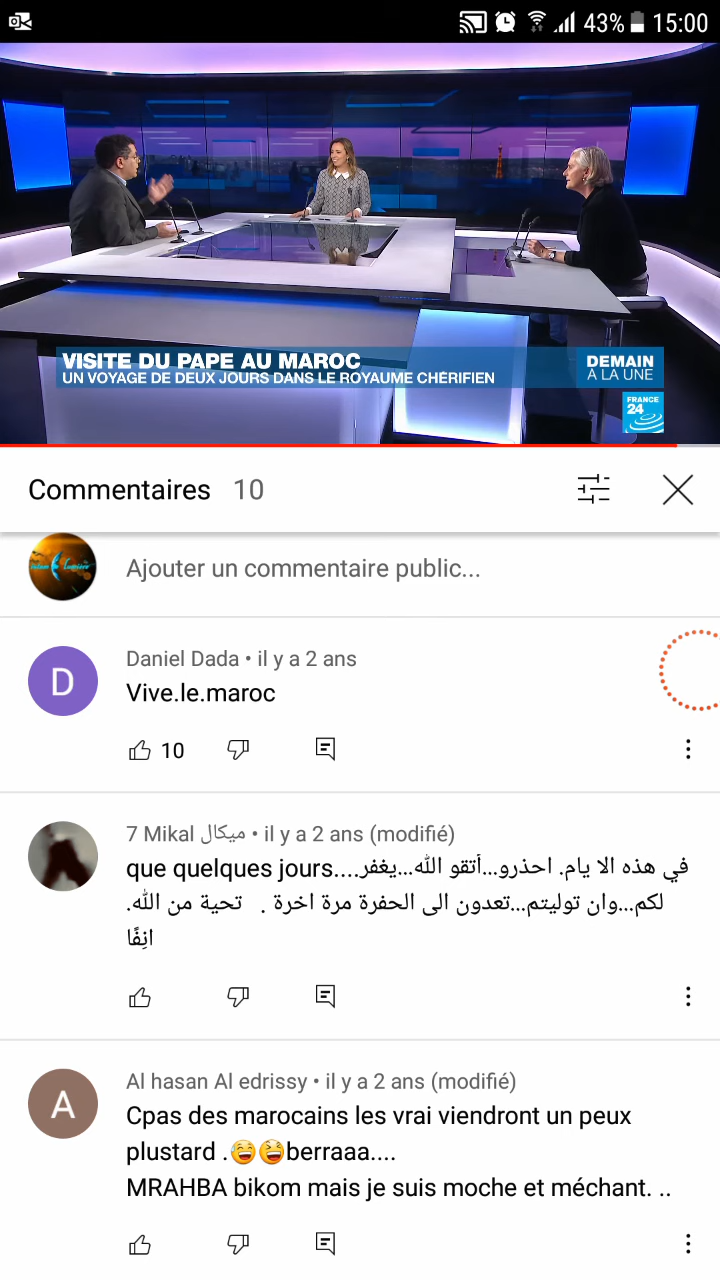 43% 15:00
VISITE DU PAPE AU MAROC
UN VOYAGE DE DEUX JOURS DANS LE ROYAUME CHÉRIFIEN
DEMAIN
À LA UNE
FRANCE
24
Commentaires 10
Ajouter un commentaire public...
Daniel Dada • il y a 2 ans
D
Vive.le.maroc
10
7 Mikal ميكال • il y a 2 ans (modifié)
que quelques jours....في هذه الا يام. احذرو...أتقو الله...يغفر
لكم...وان توليتم...تعدون الى الحفرة مرة اخرة . تحية من الله.
انِفًا
Al hasan Al edrissy • il y a 2 ans (modifié)
A
Cpas des marocains les vrai viendront un peux
plustard .😅😆berraaa....
MRAHBA bikom mais je suis moche et méchant. ..